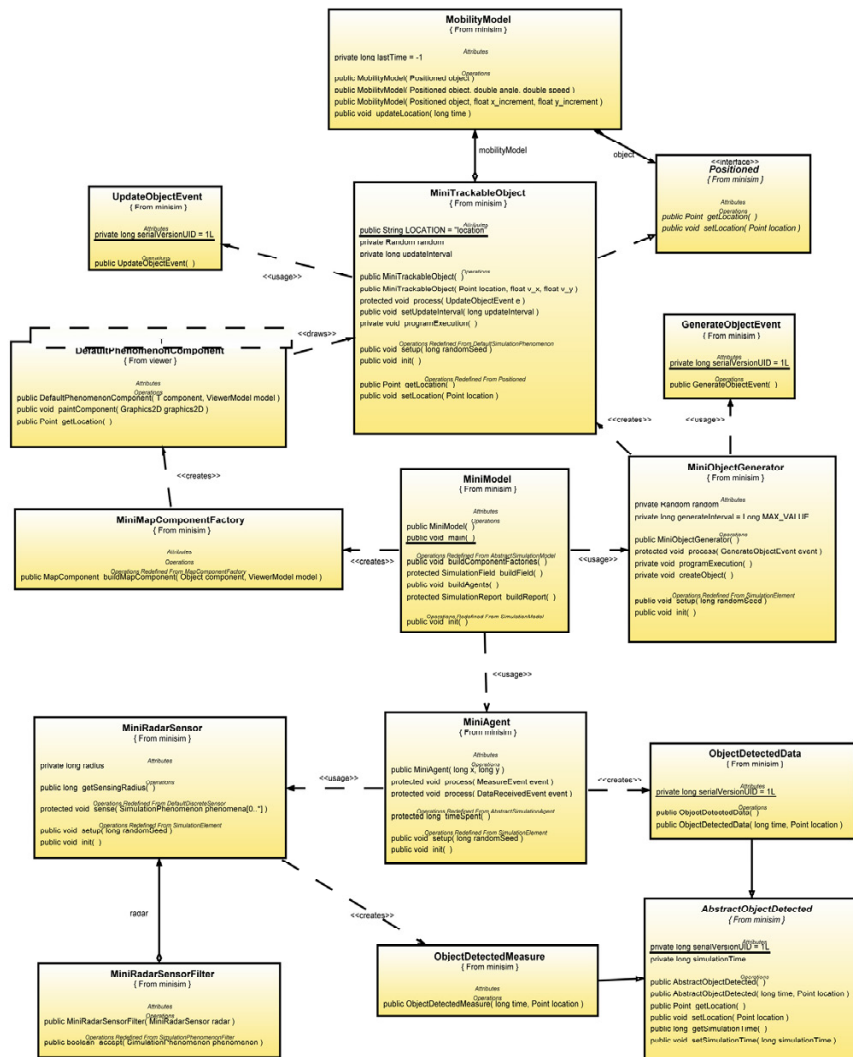 MobilityModel
{ From minisim }
Attributes
private long lastTime = -1
Operations
public MobilityModel( Positioned object )
public MobilityModel( Positioned object, double angle, double speed )
public MobilityModel( Positioned object, float x_increment, float y_increment )
public void updateLocation( long time )
mobilityModel
object
<<interface>>
Positioned
{ From minisim }
Attributes
Operations
public Point getLocation( )
public void setLocation( Point location )
UpdateObjectEvent
{ From minisim }
Attributes
private long serialVersionUID = 1L
Operations
public UpdateObjectEvent( )
<<usage>>
MiniTrackableObject
{ From minisim }
Attributes
public String LOCATION = "location"
private Random random
private long updateInterval
Operations
public MiniTrackableObject( )
public MiniTrackableObject( Point location, float v_x, float v_y )
protected void process( UpdateObjectEvent e )
public void setUpdateInterval( long updateInterval )
private void programExecution( )
Operations Redefined From DefaultSimulationPhenomenon
public void setup( long randomSeed )
public void init( )
Operations Redefined From Positioned
public Point getLocation( )
public void setLocation( Point location )
<<draws>>
DefaultPhenomenonComponent
{ From viewer }
Attributes
Operations
public DefaultPhenomenonComponent( T component, ViewerModel model )
public void paintComponent( Graphics2D graphics2D )
public Point getLocation( )
GenerateObjectEvent
{ From minisim }
Attributes
private long serialVersionUID = 1L
Operations
public GenerateObjectEvent( )
<<creates>>
<<usage>>
<<creates>>
MiniMapComponentFactory
{ From minisim }
Attributes
Operations
Operations Redefined From MapComponentFactory
public MapComponent buildMapComponent( Object component, ViewerModel model )
<<creates>>
MiniModel
{ From minisim }
Attributes
Operations
public MiniModel( )
public void main( )
Operations Redefined From AbstractSimulationModel
public void buildComponentFactories( )
protected SimulationField buildField( )
public void buildAgents( )
protected SimulationReport buildReport( )
Operations Redefined From SimulationModel
public void init( )
<<usage>>
MiniObjectGenerator
{ From minisim }
Attributes
private Random random
private long generateInterval = Long MAX_VALUE
Operations
public MiniObjectGenerator( )
protected void process( GenerateObjectEvent event )
private void programExecution( )
private void createObject( )
Operations Redefined From SimulationElement
public void setup( long randomSeed )
public void init( )
<<usage>>
MiniRadarSensor
{ From minisim }
Attributes
private long radius
Operations
public long getSensingRadius( )
Operations Redefined From DefaultDiscreteSensor
protected void sense( SimulationPhenomenon phenomena[0..*] )
Operations Redefined From SimulationElement
public void setup( long randomSeed )
public void init( )
<<usage>>
MiniAgent
{ From minisim }
Attributes
Operations
public MiniAgent( long x, long y )
protected void process( MeasureEvent event )
protected void process( DataReceivedEvent event )
Operations Redefined From AbstractSimulationAgent
protected long timeSpent( )
Operations Redefined From SimulationElement
public void setup( long randomSeed )
public void init( )
<<creates>>
ObjectDetectedData
{ From minisim }
Attributes
private long serialVersionUID = 1L
Operations
public ObjectDetectedData( )
public ObjectDetectedData( long time, Point location )
radar
<<creates>>
MiniRadarSensorFilter
{ From minisim }
Attributes
Operations
public MiniRadarSensorFilter( MiniRadarSensor radar )
Operations Redefined From SimulationPhenomenonFilter
public boolean accept( SimulationPhenomenon phenomenon )
ObjectDetectedMeasure
{ From minisim }
Attributes
Operations
public ObjectDetectedMeasure( long time, Point location )
AbstractObjectDetected
{ From minisim }
Attributes
private long serialVersionUID = 1L
private long simulationTime
Operations
public AbstractObjectDetected( )
public AbstractObjectDetected( long time, Point location )
public Point getLocation( )
public void setLocation( Point location )
public long getSimulationTime( )
public void setSimulationTime( long simulationTime )